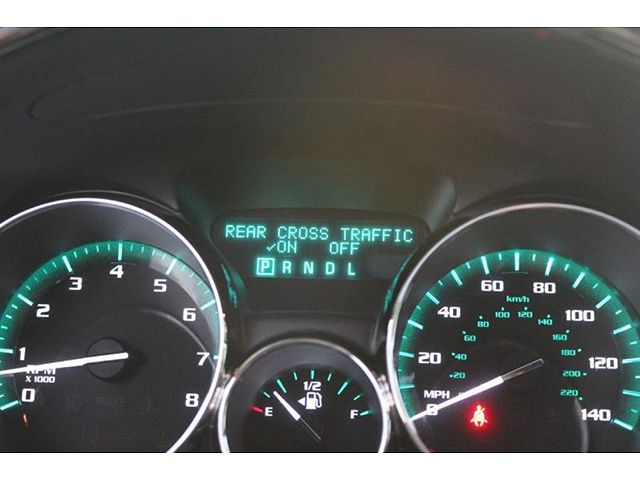 REAR CROSS TRAFFIC
✓ON OFF
P R N D L
0 1 2 3 4 5 6 7 8
RPM
X 1000
E 1/2 F
0 20 40 60 80 100 120 140
MPH
km/h
20 40 60 80 100 120 140 160 180 200 220